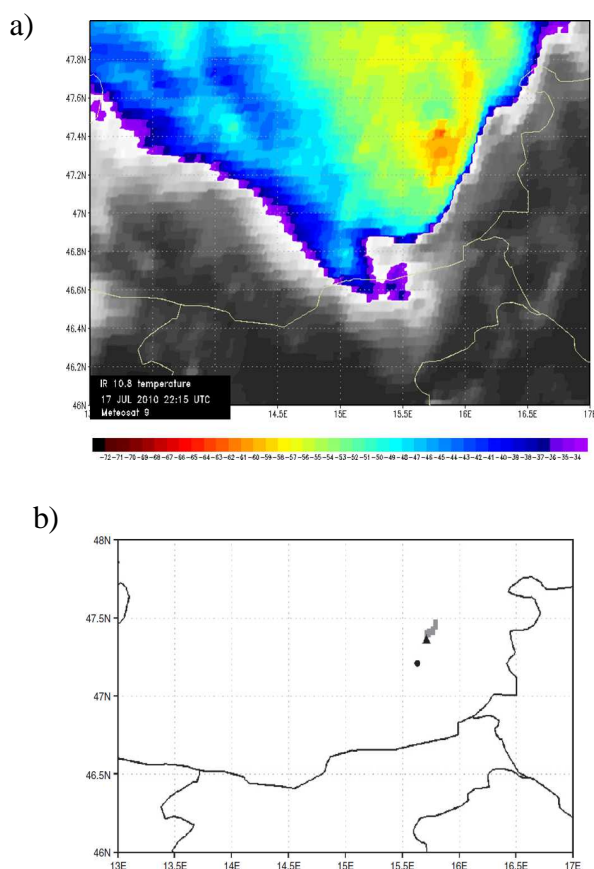 a)
47.8N
47.6N
47.4N
47.2N
47N
46.8N
46.6N
46.4N
46.2N
46N
IR 10.8 temperature
17 JUL 2010 22:15 UTC
Meteosat 9
14.5E 15E 15.5E 16E 16.5E
-72-71-70-69-68-67-66-65-64-63-62-61-60-59-58-57-56-55-54-53-52-51-50-49-48-47-46-45-44-43-42-41-40-39-38-37-36-35-34
b)
48N
47.5N
47N
46.5N
46N
13E 13.5E 14E 14.5E 15E 15.5E 16E 16.5E 17E